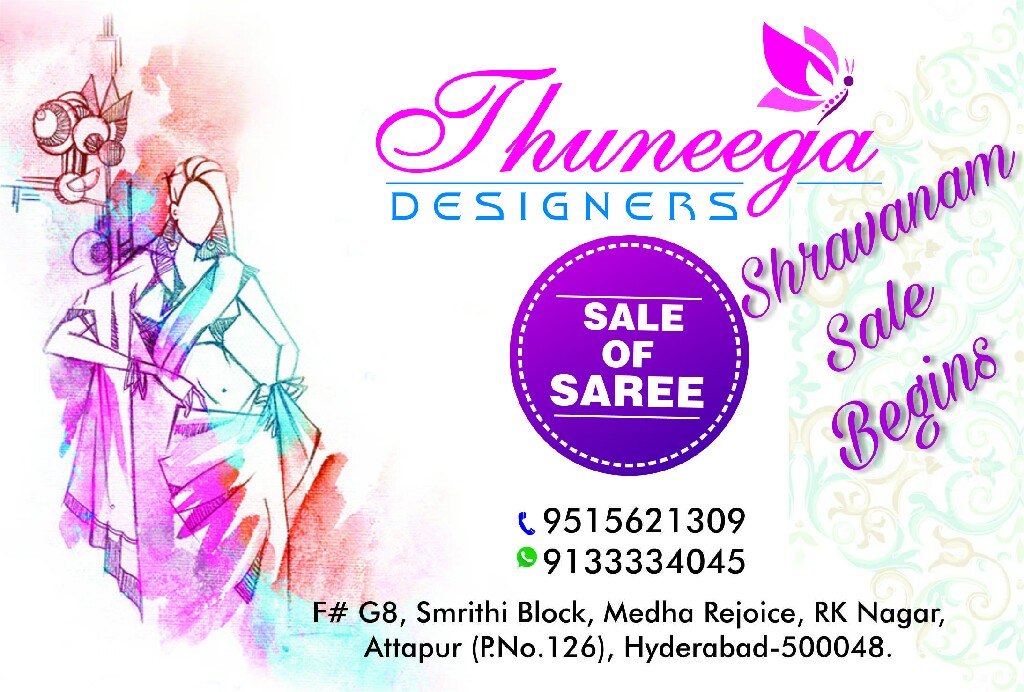 Thuneega
DESIGNERS
Shravanam
Sale
Begins
SALE
OF
SAREE
9515621309
9133334045
F# G8, Smrithi Block, Medha Rejoice, RK Nagar,
Attapur (P.No.126), Hyderabad-500048.